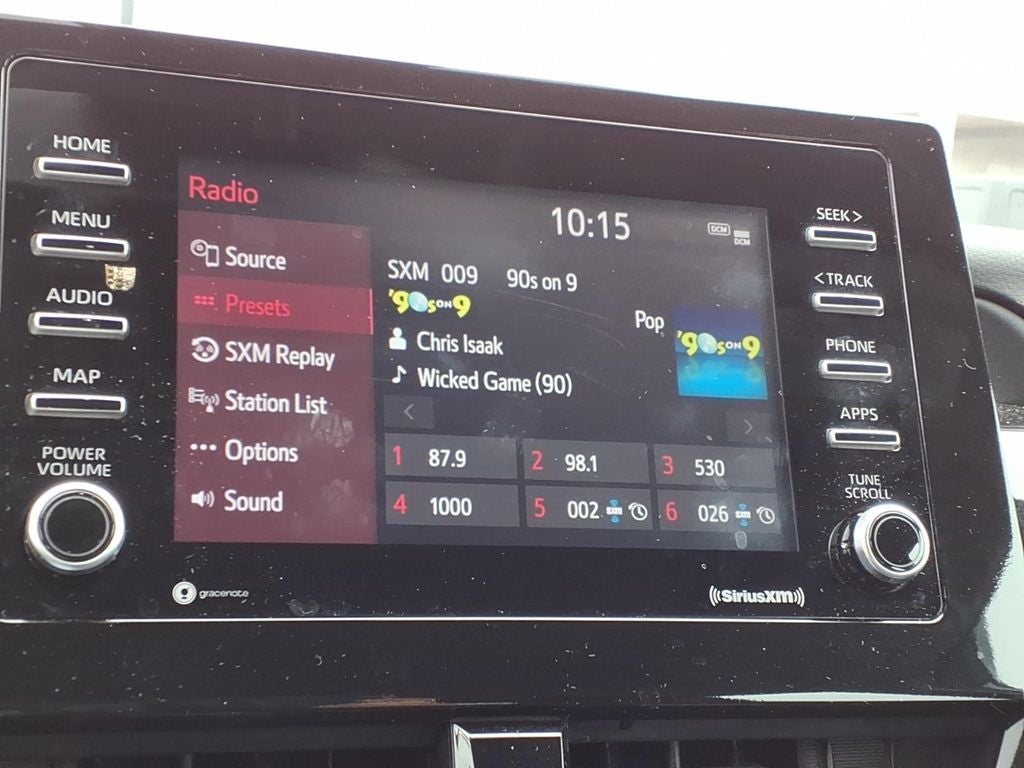 HOME
MENU
AUDIO
MAP
POWER
VOLUME
Radio
10:15
DCM
DCM
Source
Presets
SXM Replay
Station List
Options
Sound
SXM 009 90s on 9
'90s ON 9
Pop
'90s ON 9
Chris Isaak
Wicked Game (90)
<
>
1 87.9
2 98.1
3 530
4 1000
5 002 SXM
6 026 SXM
SEEK >
< TRACK
PHONE
APPS
TUNE
SCROLL
gracenote
((SiriusXM))